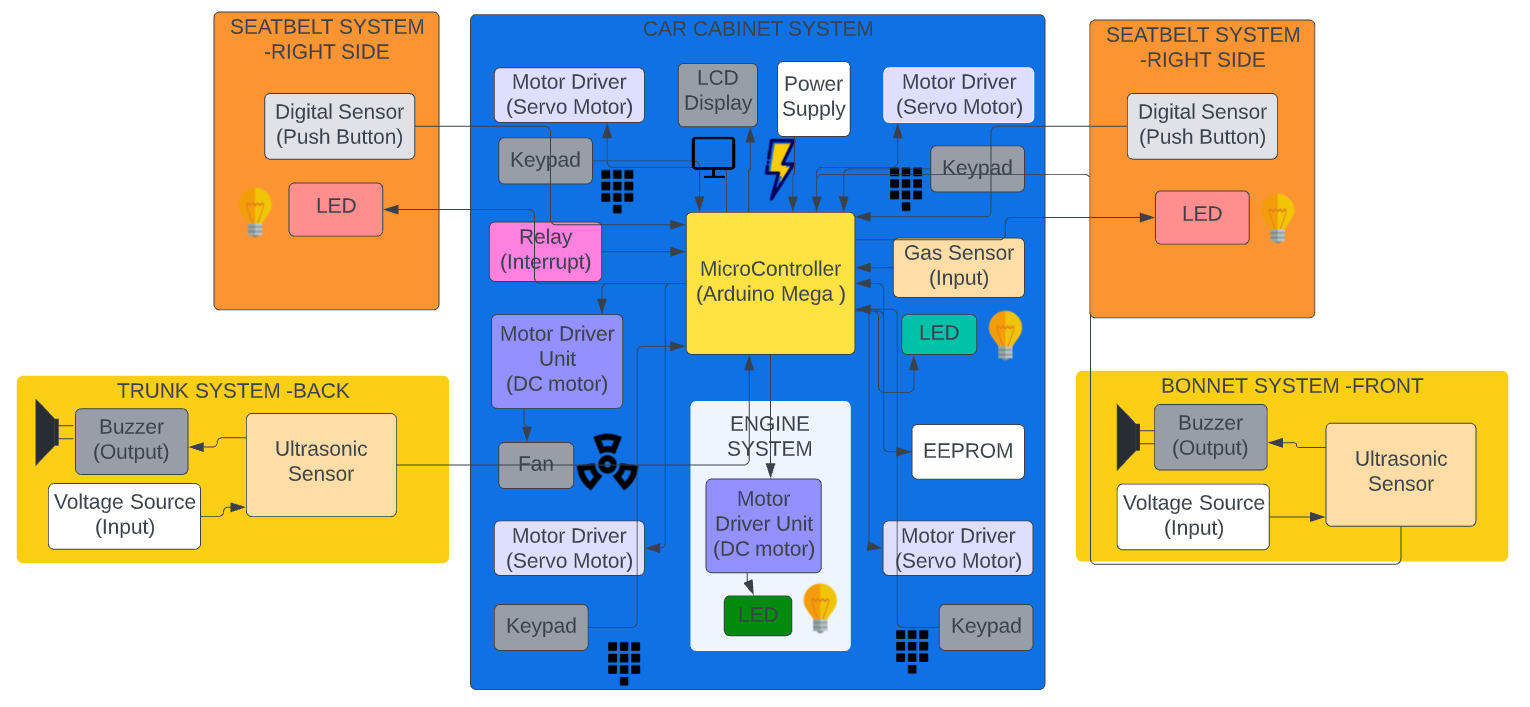 SEATBELT SYSTEM
-RIGHT SIDE
Digital Sensor
(Push Button)
LED
CAR CABINET SYSTEM
Motor Driver
(Servo Motor)
LCD
Display
Power
Supply
Motor Driver
(Servo Motor)
Keypad
Keypad
Relay
(Interrupt)
MicroController
(Arduino Mega )
Gas Sensor
(Input)
Motor Driver
Unit
(DC motor)
LED
Fan
ENGINE
SYSTEM
EEPROM
Motor
Driver Unit
(DC motor)
LED
Motor Driver
(Servo Motor)
Motor Driver
(Servo Motor)
Keypad
Keypad
SEATBELT SYSTEM
-RIGHT SIDE
Digital Sensor
(Push Button)
LED
TRUNK SYSTEM -BACK
Buzzer
(Output)
Ultrasonic
Sensor
Voltage Source
(Input)
BONNET SYSTEM -FRONT
Buzzer
(Output)
Ultrasonic
Sensor
Voltage Source
(Input)